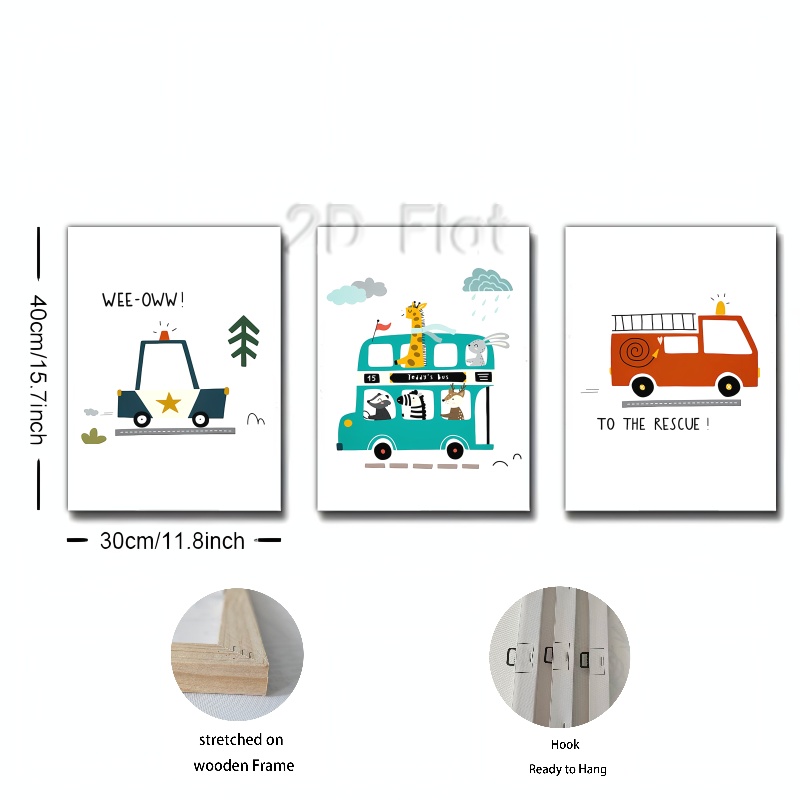 2D Flat
WEE-OWW!
15
Teddy's bus
TO THE RESCUE!
40cm/15.7inch
30cm/11.8inch
stretched on
wooden Frame
Hook
Ready to Hang